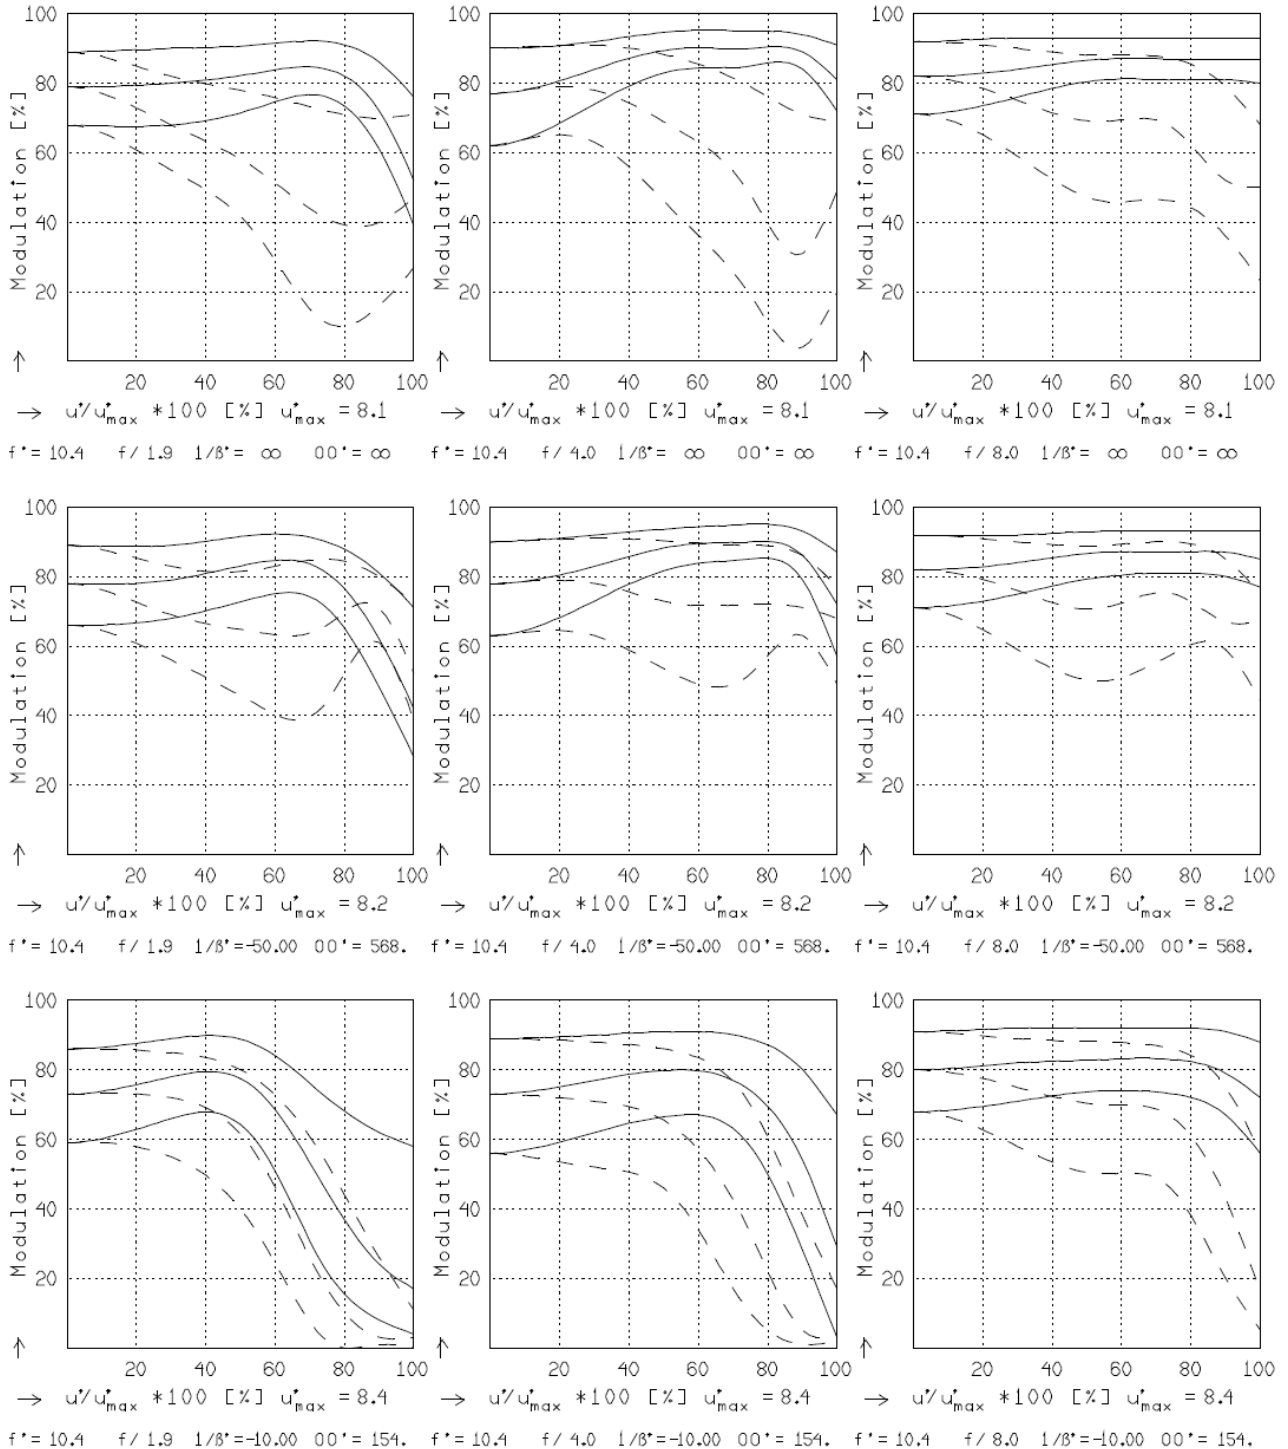 100 100 100
80 80 80
60 60 60
40 40 40
20 20 20
Modulation [%] Modulation [%] Modulation [%]
20 40 60 80 100 20 40 60 80 100 20 40 60 80 100
→ u'/u'max *100 [%] u'max = 8.1 → u'/u'max *100 [%] u'max = 8.1 → u'/u'max *100 [%] u'max = 8.1
f' = 10.4 f/ 1.9 1/ß' = ∞ OO' = ∞ f' = 10.4 f/ 4.0 1/ß' = ∞ OO' = ∞ f' = 10.4 f/ 8.0 1/ß' = ∞ OO' = ∞
100 100 100
80 80 80
60 60 60
40 40 40
20 20 20
Modulation [%] Modulation [%] Modulation [%]
20 40 60 80 100 20 40 60 80 100 20 40 60 80 100
→ u'/u'max *100 [%] u'max = 8.2 → u'/u'max *100 [%] u'max = 8.2 → u'/u'max *100 [%] u'max = 8.2
f' = 10.4 f/ 1.9 1/ß' = -50.00 OO' = 568. f' = 10.4 f/ 4.0 1/ß' = -50.00 OO' = 568. f' = 10.4 f/ 8.0 1/ß' = -50.00 OO' = 568.
100 100 100
80 80 80
60 60 60
40 40 40
20 20 20
Modulation [%] Modulation [%] Modulation [%]
20 40 60 80 100 20 40 60 80 100 20 40 60 80 100
→ u'/u'max *100 [%] u'max = 8.4 → u'/u'max *100 [%] u'max = 8.4 → u'/u'max *100 [%] u'max = 8.4
f' = 10.4 f/ 1.9 1/ß' = -10.00 OO' = 154. f' = 10.4 f/ 4.0 1/ß' = -10.00 OO' = 154. f' = 10.4 f/ 8.0 1/ß' = -10.00 OO' = 154.